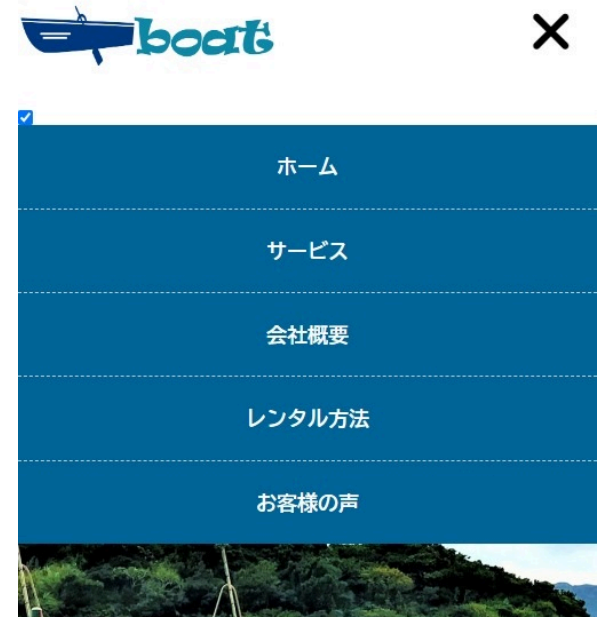 boat
ホーム
サービス
会社概要
レンタル方法
お客様の声